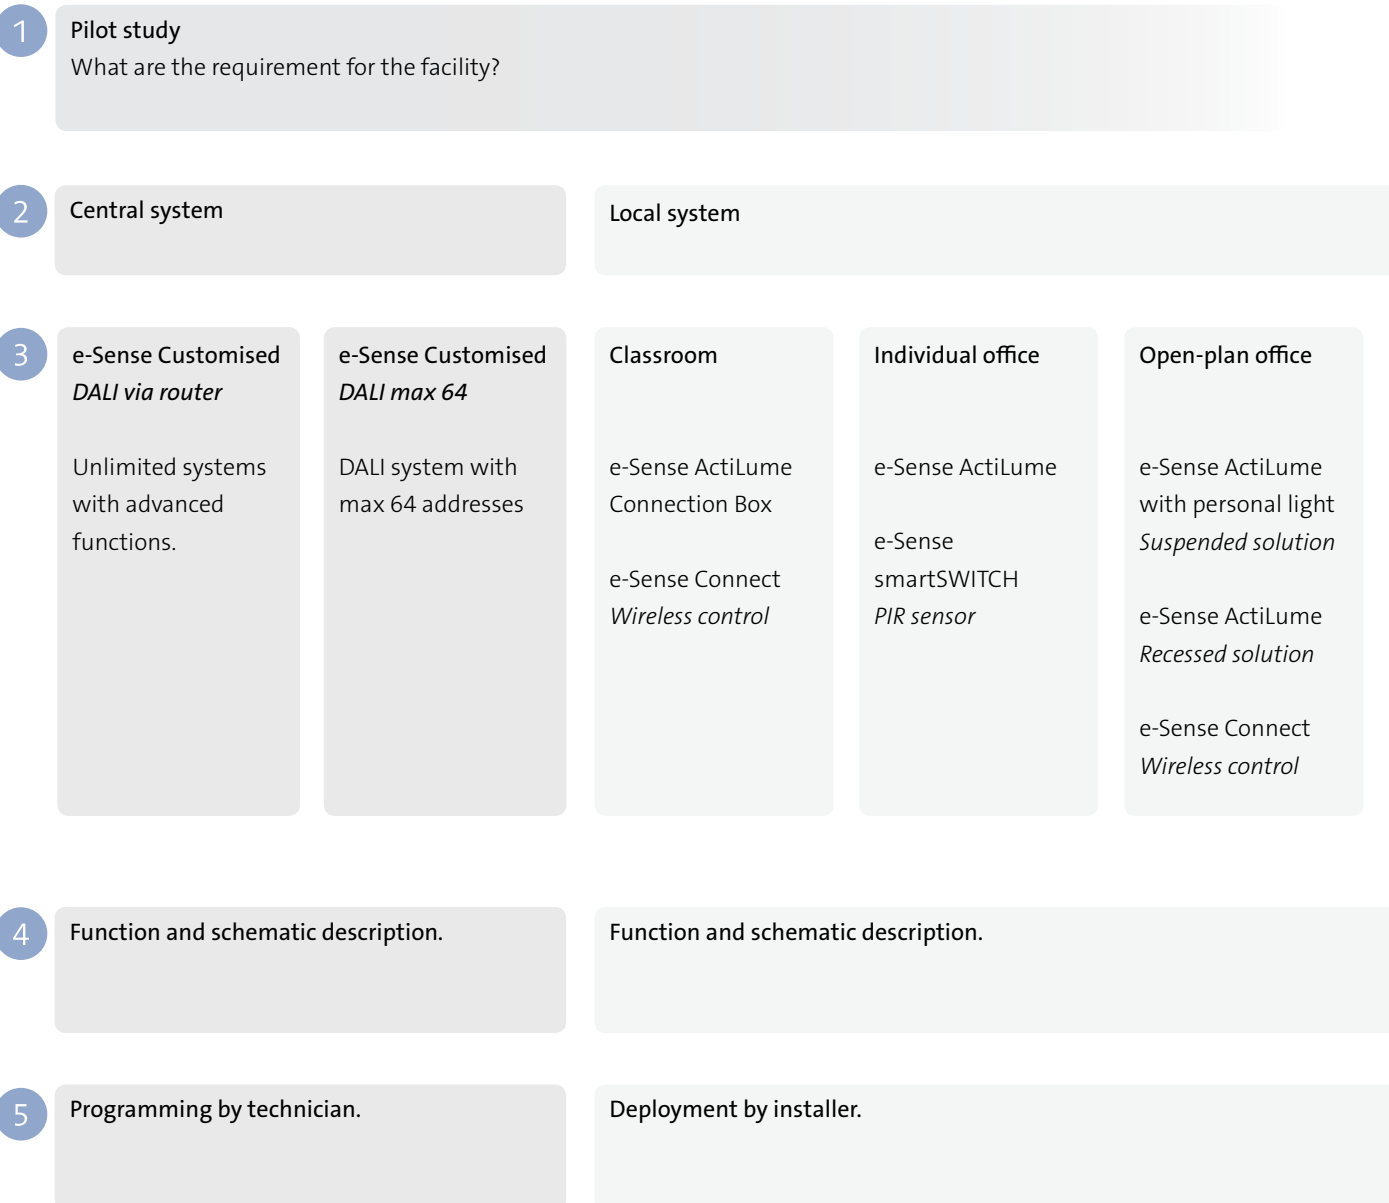 1
Pilot study
What are the requirement for the facility?
2
Central system
Local system
3
e-Sense Customised
DALI via router
Unlimited systems
with advanced
functions.
e-Sense Customised
DALI max 64
DALI system with
max 64 addresses
Classroom
e-Sense ActiLume
Connection Box
e-Sense Connect
Wireless control
Individual office
e-Sense ActiLume
e-Sense
smartSWITCH
PIR sensor
Open-plan office
e-Sense ActiLume
with personal light
Suspended solution
e-Sense ActiLume
Recessed solution
e-Sense Connect
Wireless control
4
Function and schematic description.
Function and schematic description.
5
Programming by technician.
Deployment by installer.